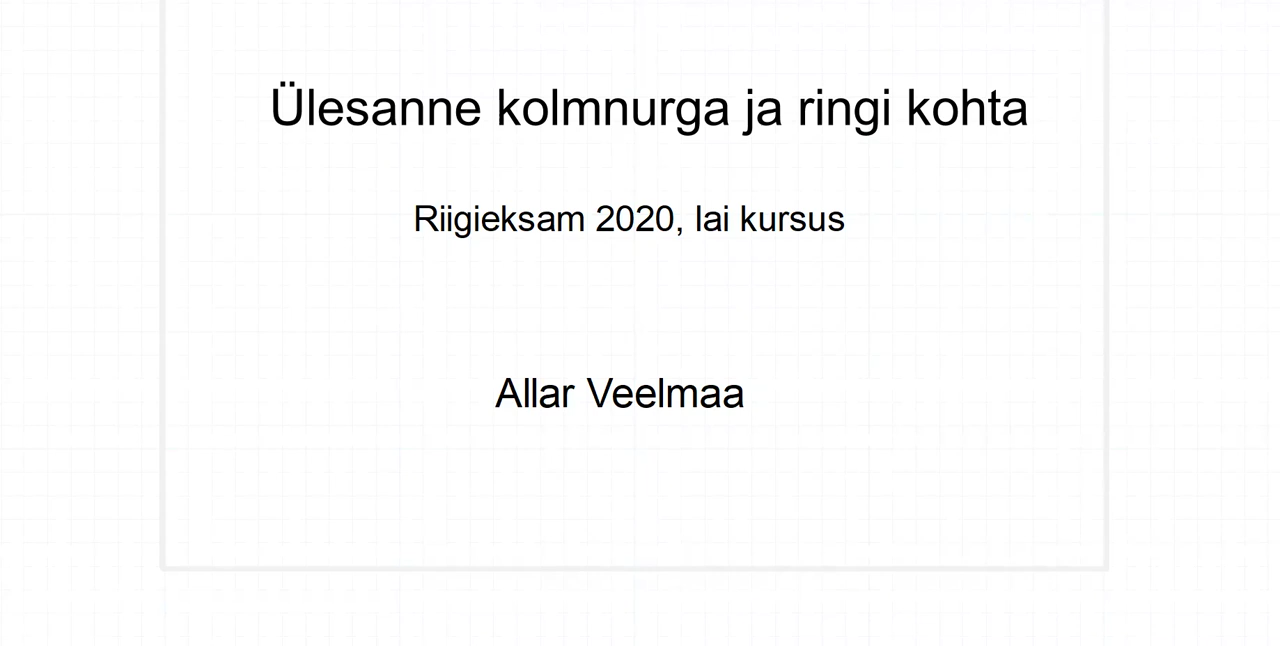 Ülesanne kolmnurga ja ringi kohta
Riigieksam 2020, lai kursus
Allar Veelmaa